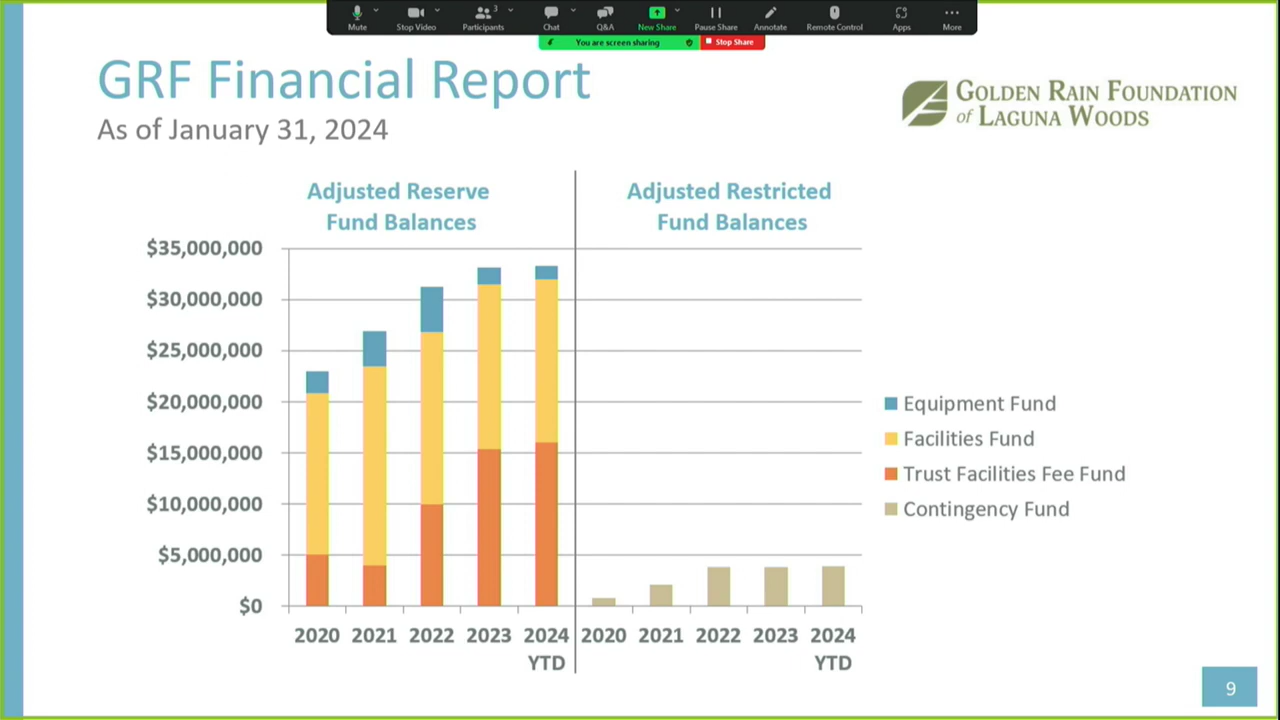 Mute
Stop Video
3
Participants
Chat
Q&A
New Share
Pause Share
Annotate
Remote Control
Apps
More
You are screen sharing
Stop Share
GRF Financial Report
As of January 31, 2024
GOLDEN RAIN FOUNDATION
of LAGUNA WOODS
Adjusted Reserve
Fund Balances
Adjusted Restricted
Fund Balances
$35,000,000
$30,000,000
$25,000,000
$20,000,000
$15,000,000
$10,000,000
$5,000,000
$0
2020 2021 2022 2023 2024 2020 2021 2022 2023 2024
YTD YTD
Equipment Fund
Facilities Fund
Trust Facilities Fee Fund
Contingency Fund
9